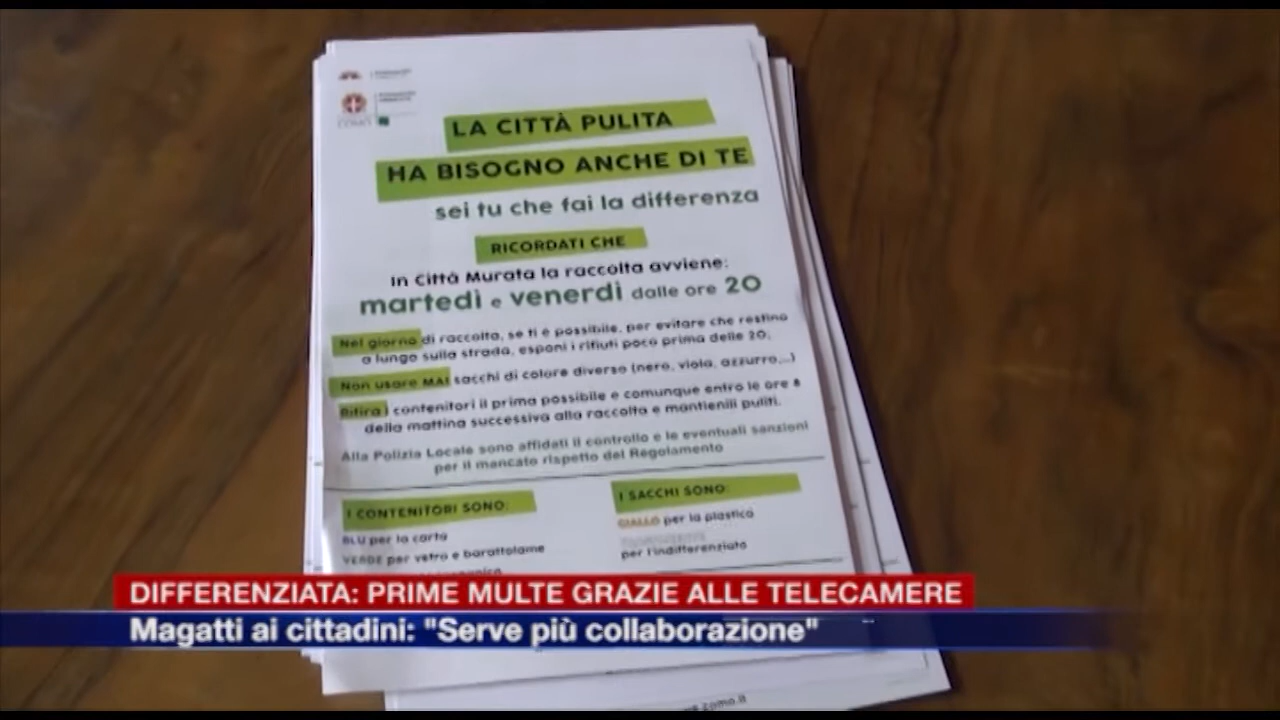 COMO
LA CITTÀ PULITA
HA BISOGNO ANCHE DI TE
sei tu che fai la differenza
RICORDATI CHE
In Città Murata la raccolta avviene:
martedì e venerdì dalle ore 20
Nel giorno di raccolta, se ti è possibile, per evitare che restino
a lungo sulla strada, esponi i rifiuti poco prima delle 20.
Non usare MAI sacchi di colore diverso (nero, viola, azzurro,...)
Ritira i contenitori il prima possibile e comunque entro le ore 8
della mattina successiva alla raccolta e mantienili puliti.
Alla Polizia Locale sono affidati il controllo e le eventuali sanzioni
per il mancato rispetto del Regolamento
I CONTENITORI SONO:
BLU per la carta
VERDE per vetro e barattolame
I SACCHI SONO:
GIALLO per la plastica
per l'indifferenziato
DIFFERENZIATA: PRIME MULTE GRAZIE ALLE TELECAMERE
Magatti ai cittadini: "Serve più collaborazione"